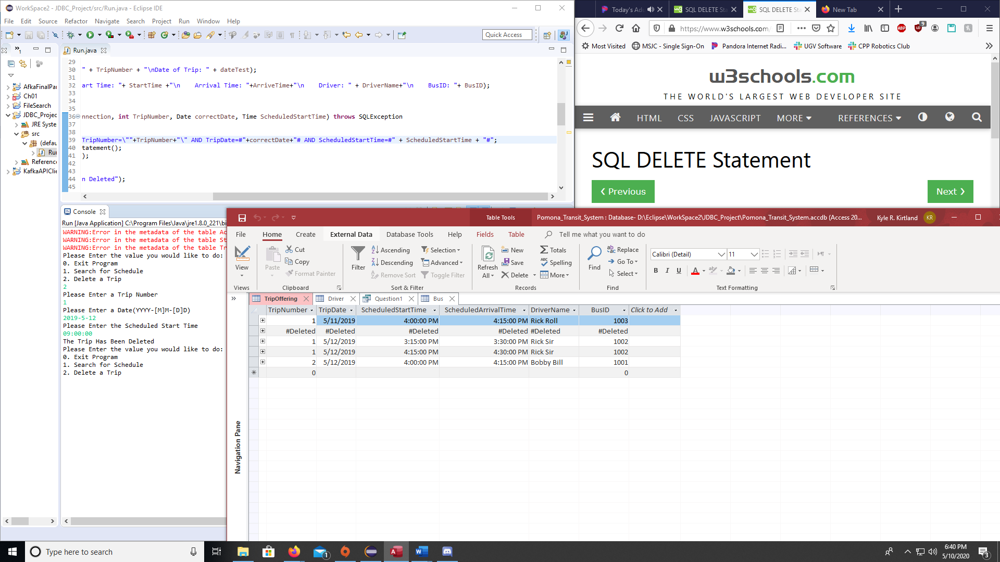 WorkSpace2 - JDBC_Project/src/Run.java - Eclipse IDE
File Edit Source Refactor Navigate Search Project Run Window Help
Quick Access
1
Run.java
AfkaFinalPa
Ch01
FileSearch
JDBC_Projec
JRE Syste
src
(defau
Ru
Referenc
KafkaAPIClie
29
30 " + TripNumber + "\nDate of Trip: " + dateTest);
31
32 art Time: "+ StartTime +"\n    Arrival Time: "+ArriveTime+"\n    Driver: " + DriverName+"\n    BusID: "+ BusID);
33
34
35
36 nnection, int TripNumber, Date correctDate, Time ScheduledStartTime) throws SQLException
37
38
39 TripNumber=\""+TripNumber+"\" AND TripDate=#"+correctDate+"# AND ScheduledStartTime=#" + ScheduledStartTime + "#";
40 tatement();
41 );
42
43
44 n Deleted");
45
Console
Run [Java Application] C:\Program Files\Java\jre1.8.0_221\bi
WARNING:Error in the metadata of the table Ac
WARNING:Error in the metadata of the table St
WARNING:Error in the metadata of the table Tr
Please Enter the value you would like to do:
0. Exit Program
1. Search for Schedule
2. Delete a Trip
2
Please Enter a Trip Number
1
Please Enter a Date(YYYY-[M]M-[D]D)
2019-5-12
Please Enter the Scheduled Start Time
09:00:00
The Trip Has Been Deleted
Please Enter the value you would like to do:
0. Exit Program
1. Search for Schedule
2. Delete a Trip
Today's Ad
SQL DELETE Sta
SQL DELETE Sta
New Tab
https://www.w3schools.com
9
Most Visited MSJC - Single Sign-On Pandora Internet Radi... UGV Software CPP Robotics Club
w3schools.com
THE WORLD'S LARGEST WEB DEVELOPER SITE
HTML CSS JAVASCRIPT MORE REFERENCES
SQL DELETE Statement
❮ Previous
Next ❯
Table Tools
Pomona_Transit_System : Database- D:\Eclipse\WorkSpace2\JDBC_Project\Pomona_Transit_System.accdb (Access 20...
Kyle R. Kirtland
KR
File Home Create External Data Database Tools Help Fields Table Tell me what you want to do
View
Views
Paste
Cut
Copy
Format Painter
Clipboard
Filter
Ascending
Descending
Remove Sort
Selection
Advanced
Toggle Filter
Sort & Filter
Refresh All
New
Save
Delete
Totals
Spelling
More
Records
Find
Replace
Go To
Select
Find
Calibri (Detail) 11
B I U
Text Formatting
TripOffering Driver Question1 Bus
TripNumber TripDate ScheduledStartTime ScheduledArrivalTime DriverName BusID Click to Add
1 5/11/2019 4:00:00 PM 4:15:00 PM Rick Roll 1003
#Deleted #Deleted #Deleted #Deleted #Deleted #Deleted
1 5/12/2019 3:15:00 PM 3:30:00 PM Rick Sir 1002
1 5/12/2019 4:15:00 PM 4:30:00 PM Rick Sir 1002
2 5/12/2019 4:00:00 PM 4:15:00 PM Bobby Bill 1001
0 0
Navigation Pane
Type here to search
1
6:40 PM
5/10/2020
3